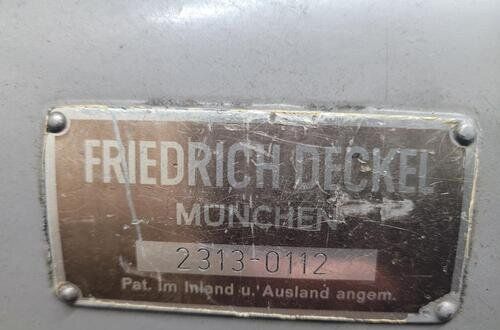 FRIEDRICH DECKEL
MÜNCHEN
2313-0112
Pat. im Inland u. Ausland angem.